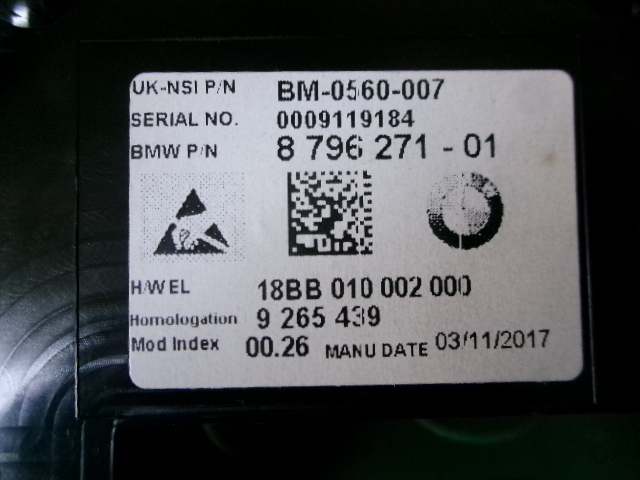 UK-NSI P/N BM-0560-007
SERIAL NO. 0009119184
BMW P/N 8 796 271 - 01
H/W EL 18BB 010 002 000
Homologation 9 265 439
Mod Index 00.26 MANU DATE 03/11/2017